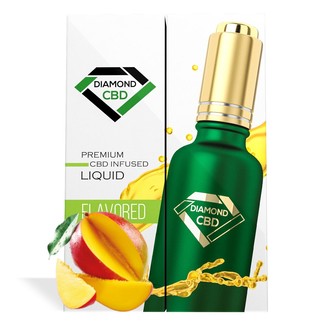 DIAMOND
CBD
PREMIUM
CBD INFUSED
LIQUID
FLAVORED
DIAMOND
CBD